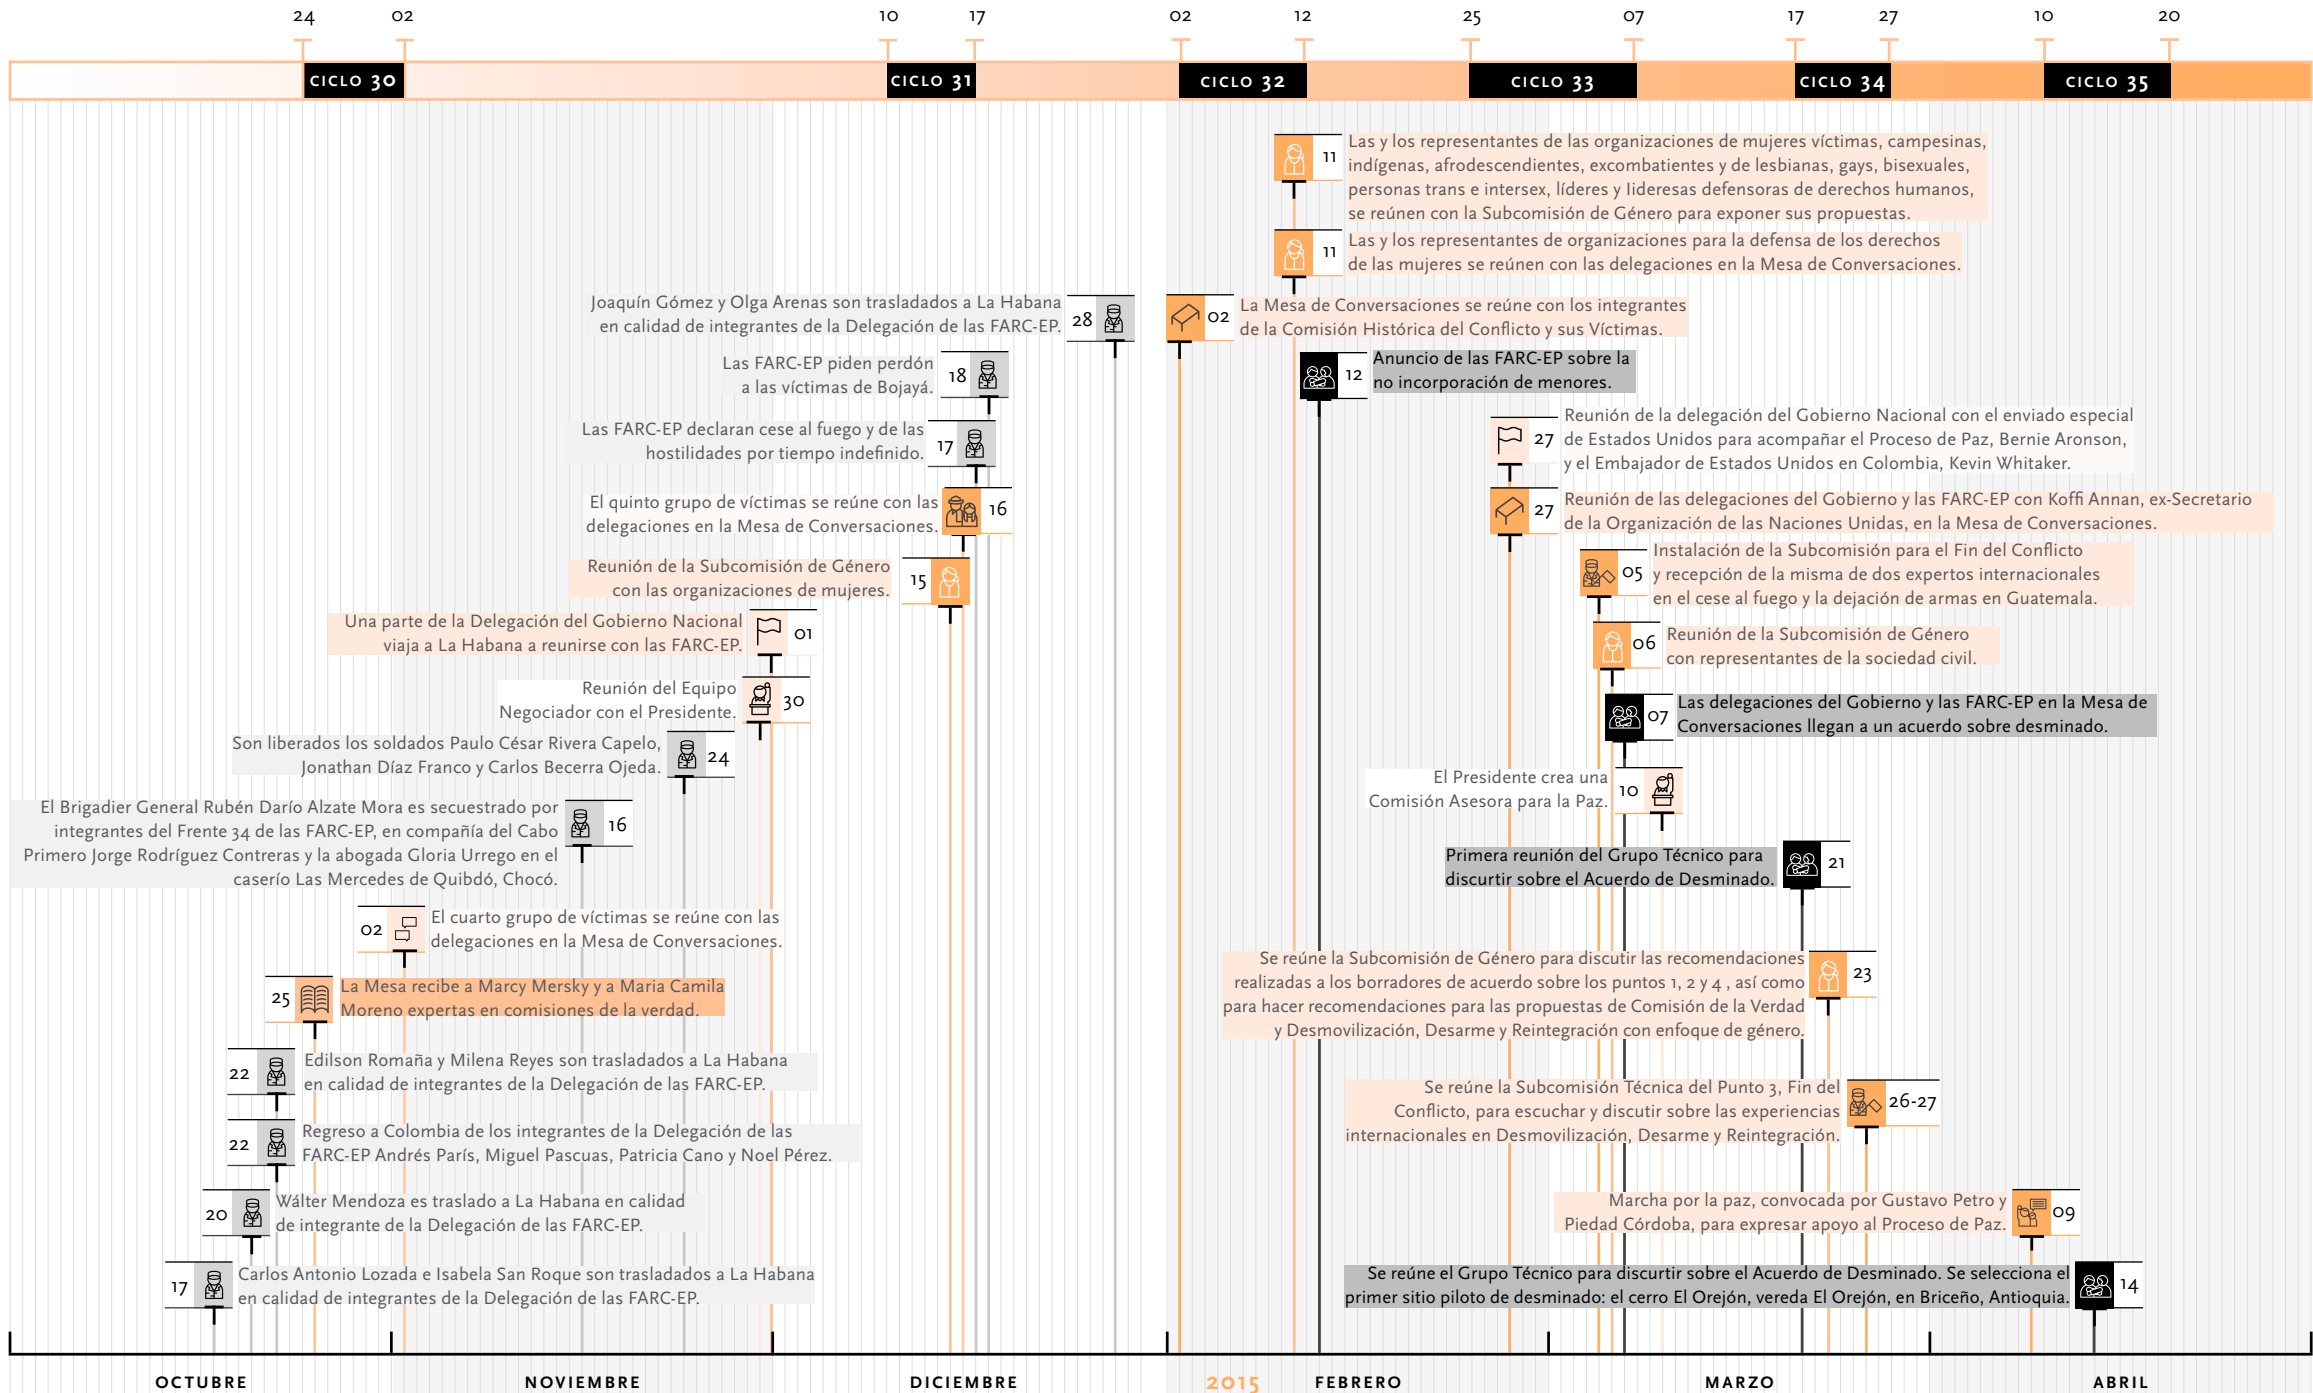 24 02 10 17 02 12 25 07 17 27 10 20
CICLO 30 CICLO 31 CICLO 32 CICLO 33 CICLO 34 CICLO 35
11
Las y los representantes de las organizaciones de mujeres víctimas, campesinas,
indígenas, afrodescendientes, excombatientes y de lesbianas, gays, bisexuales,
personas trans e intersex, líderes y lideresas defensoras de derechos humanos,
se reúnen con la Subcomisión de Género para exponer sus propuestas.
11
Las y los representantes de organizaciones para la defensa de los derechos
de las mujeres se reúnen con las delegaciones en la Mesa de Conversaciones.
Joaquín Gómez y Olga Arenas son trasladados a La Habana
en calidad de integrantes de la Delegación de las FARC-EP.
28
02
La Mesa de Conversaciones se reúne con los integrantes
de la Comisión Histórica del Conflicto y sus Víctimas.
Las FARC-EP piden perdón
a las víctimas de Bojayá.
18
12
Anuncio de las FARC-EP sobre la
no incorporación de menores.
Las FARC-EP declaran cese al fuego y de las
hostilidades por tiempo indefinido.
17
27
Reunión de la delegación del Gobierno Nacional con el enviado especial
de Estados Unidos para acompañar el Proceso de Paz, Bernie Aronson,
y el Embajador de Estados Unidos en Colombia, Kevin Whitaker.
El quinto grupo de víctimas se reúne con las
delegaciones en la Mesa de Conversaciones.
16
27
Reunión de las delegaciones del Gobierno y las FARC-EP con Koffi Annan, ex-Secretario
de la Organización de las Naciones Unidas, en la Mesa de Conversaciones.
Reunión de la Subcomisión de Género
con las organizaciones de mujeres.
15
05
Instalación de la Subcomisión para el Fin del Conflicto
y recepción de la misma de dos expertos internacionales
en el cese al fuego y la dejación de armas en Guatemala.
Una parte de la Delegación del Gobierno Nacional
viaja a La Habana a reunirse con las FARC-EP.
01
06
Reunión de la Subcomisión de Género
con representantes de la sociedad civil.
Reunión del Equipo
Negociador con el Presidente.
30
07
Las delegaciones del Gobierno y las FARC-EP en la Mesa de
Conversaciones llegan a un acuerdo sobre desminado.
Son liberados los soldados Paulo César Rivera Capelo,
Jonathan Díaz Franco y Carlos Becerra Ojeda.
24
El Presidente crea una
Comisión Asesora para la Paz.
10
El Brigadier General Rubén Darío Alzate Mora es secuestrado por
integrantes del Frente 34 de las FARC-EP, en compañía del Cabo
Primero Jorge Rodríguez Contreras y la abogada Gloria Urrego en el
caserío Las Mercedes de Quibdó, Chocó.
16
Primera reunión del Grupo Técnico para
discurtir sobre el Acuerdo de Desminado.
21
02
El cuarto grupo de víctimas se reúne con las
delegaciones en la Mesa de Conversaciones.
25
La Mesa recibe a Marcy Mersky y a Maria Camila
Moreno expertas en comisiones de la verdad.
Se reúne la Subcomisión de Género para discutir las recomendaciones
realizadas a los borradores de acuerdo sobre los puntos 1, 2 y 4 , así como
para hacer recomendaciones para las propuestas de Comisión de la Verdad
y Desmovilización, Desarme y Reintegración con enfoque de género.
23
22
Edilson Romaña y Milena Reyes son trasladados a La Habana
en calidad de integrantes de la Delegación de las FARC-EP.
Se reúne la Subcomisión Técnica del Punto 3, Fin del
Conflicto, para escuchar y discutir sobre las experiencias
internacionales en Desmovilización, Desarme y Reintegración.
26-27
22
Regreso a Colombia de los integrantes de la Delegación de las
FARC-EP Andrés París, Miguel Pascuas, Patricia Cano y Noel Pérez.
20
Wálter Mendoza es traslado a La Habana en calidad
de integrante de la Delegación de las FARC-EP.
Marcha por la paz, convocada por Gustavo Petro y
Piedad Córdoba, para expresar apoyo al Proceso de Paz.
09
17
Carlos Antonio Lozada e Isabela San Roque son trasladados a La Habana
en calidad de integrantes de la Delegación de las FARC-EP.
Se reúne el Grupo Técnico para discurtir sobre el Acuerdo de Desminado. Se selecciona el
primer sitio piloto de desminado: el cerro El Orejón, vereda El Orejón, en Briceño, Antioquia.
14
OCTUBRE NOVIEMBRE DICIEMBRE 2015 FEBRERO MARZO ABRIL